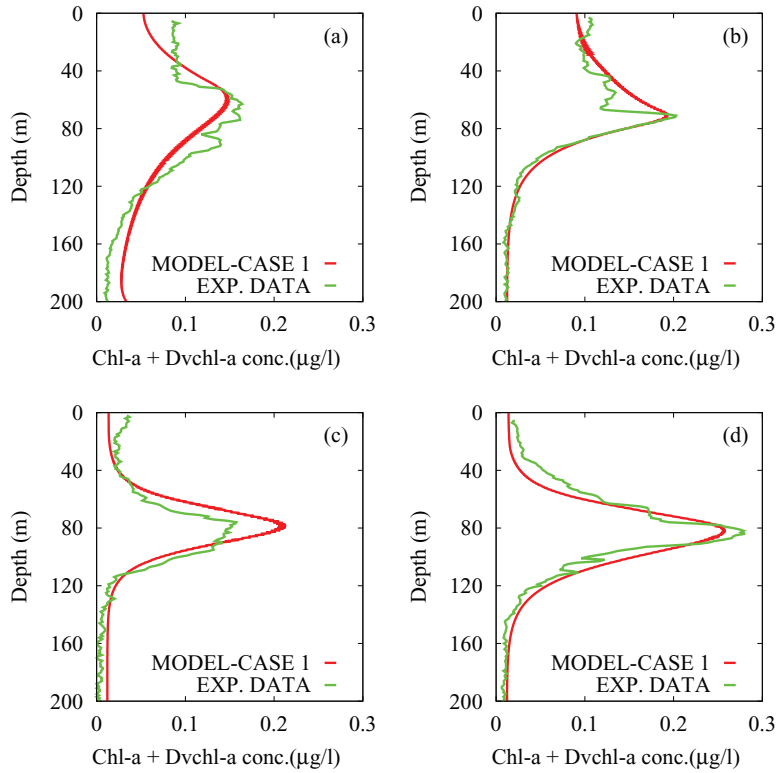 0
40
80
120
160
200
Depth (m)
(a)
MODEL-CASE 1
EXP. DATA
0 0.1 0.2 0.3
Chl-a + Dvchl-a conc.(μg/l)
0
40
80
120
160
200
Depth (m)
(b)
MODEL-CASE 1
EXP. DATA
0 0.1 0.2 0.3
Chl-a + Dvchl-a conc.(μg/l)
0
40
80
120
160
200
Depth (m)
(c)
MODEL-CASE 1
EXP. DATA
0 0.1 0.2 0.3
Chl-a + Dvchl-a conc.(μg/l)
0
40
80
120
160
200
Depth (m)
(d)
MODEL-CASE 1
EXP. DATA
0 0.1 0.2 0.3
Chl-a + Dvchl-a conc.(μg/l)